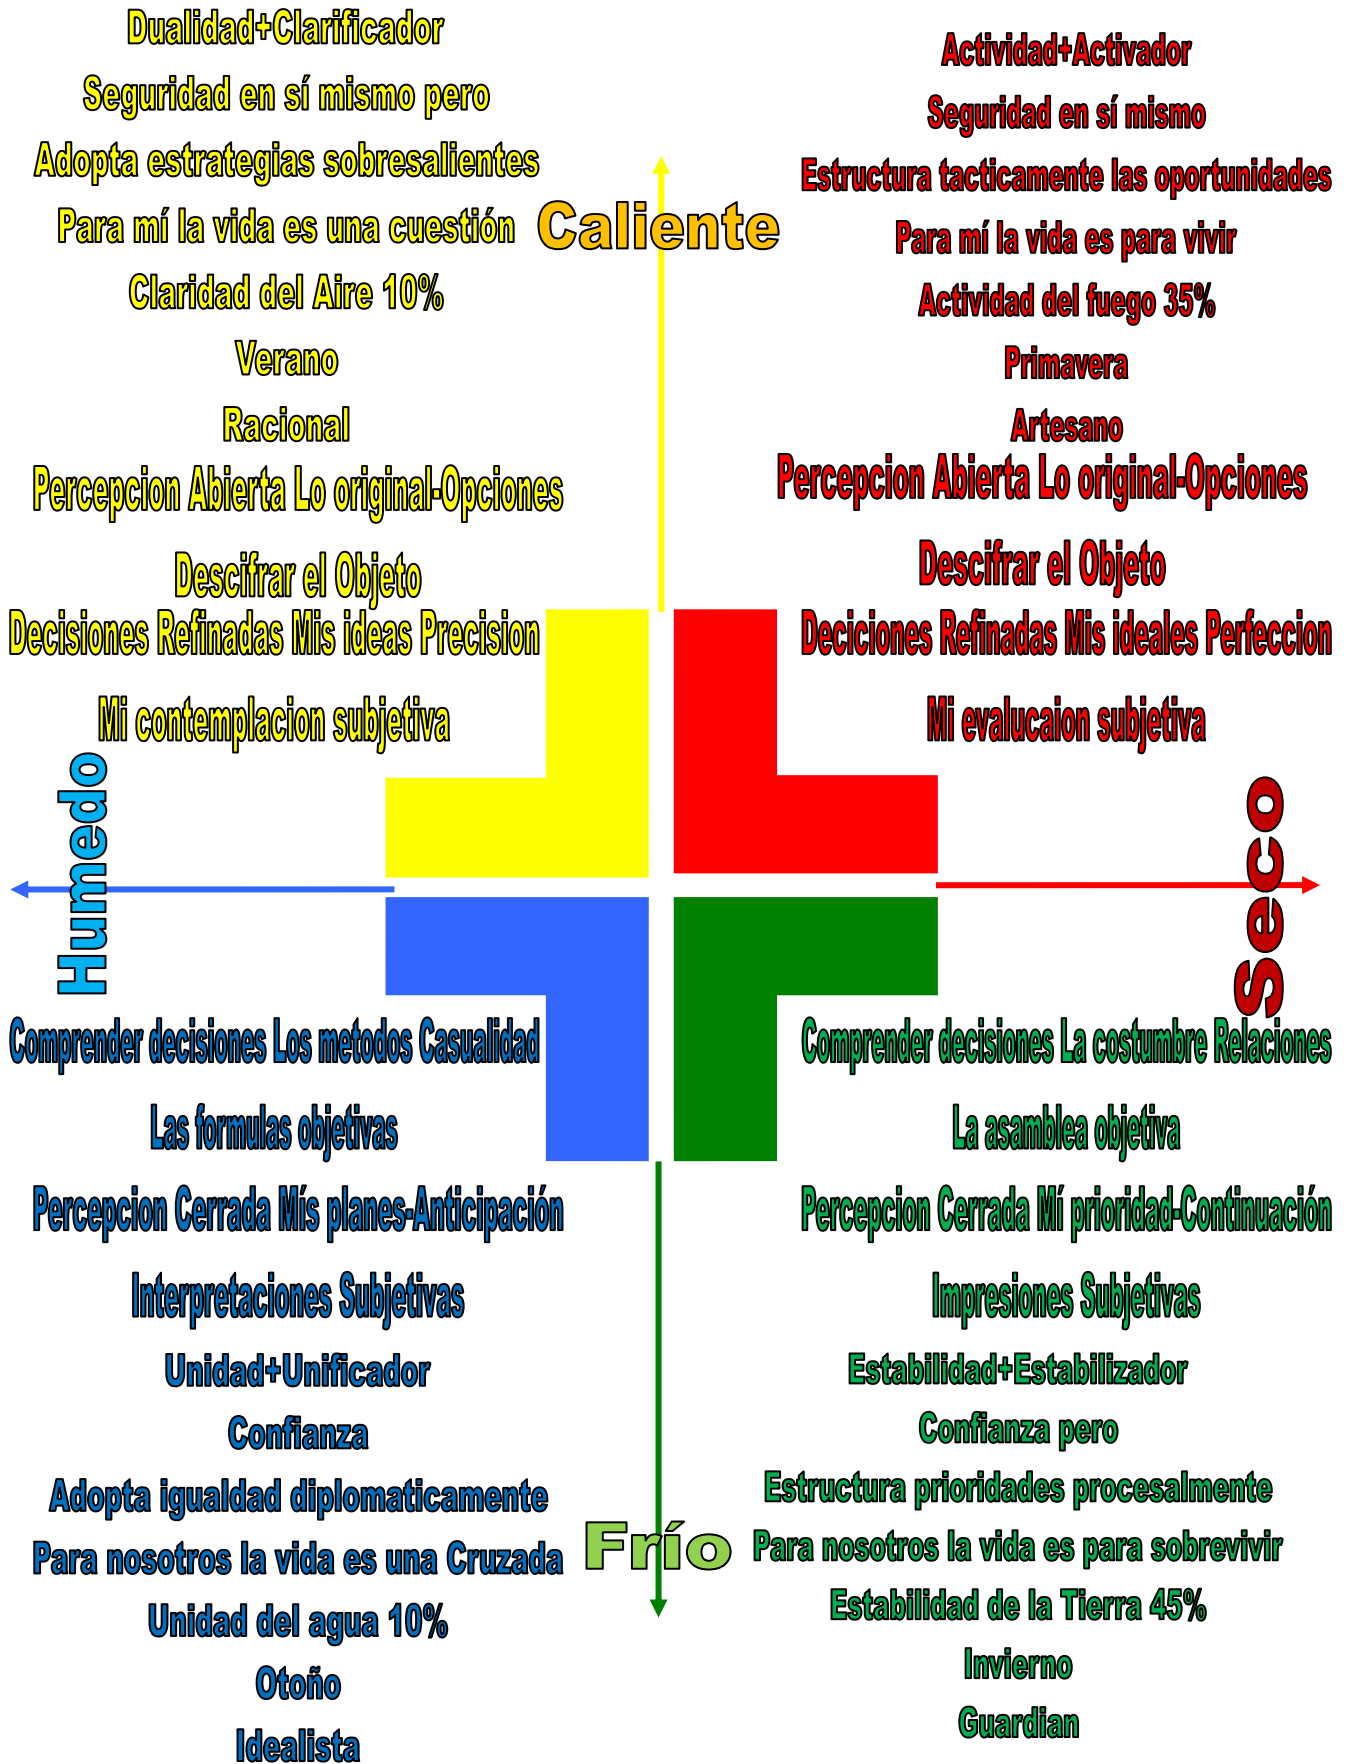 Dualidad+Clarificador
Seguridad en sí mismo pero
Adopta estrategias sobresalientes
Para mí la vida es una cuestión
Claridad del Aire 10%
Verano
Racional
Percepcion Abierta Lo original-Opciones
Descifrar el Objeto
Decisiones Refinadas Mis ideas Precision
Mi contemplacion subjetiva
Caliente
Actividad+Activador
Seguridad en sí mismo
Estructura tacticamente las oportunidades
Para mí la vida es para vivir
Actividad del fuego 35%
Primavera
Artesano
Percepcion Abierta Lo original-Opciones
Descifrar el Objeto
Deciciones Refinadas Mis ideales Perfeccion
Mi evalucaion subjetiva
Humedo
Seco
Comprender decisiones Los metodos Casualidad
Las formulas objetivas
Percepcion Cerrada Mís planes-Anticipación
Interpretaciones Subjetivas
Unidad+Unificador
Confianza
Adopta igualdad diplomaticamente
Para nosotros la vida es una Cruzada
Unidad del agua 10%
Otoño
Idealista
Frío
Comprender decisiones La costumbre Relaciones
La asamblea objetiva
Percepcion Cerrada Mí prioridad-Continuación
Impresiones Subjetivas
Estabilidad+Estabilizador
Confianza pero
Estructura prioridades procesalmente
Para nosotros la vida es para sobrevivir
Estabilidad de la Tierra 45%
Invierno
Guardian